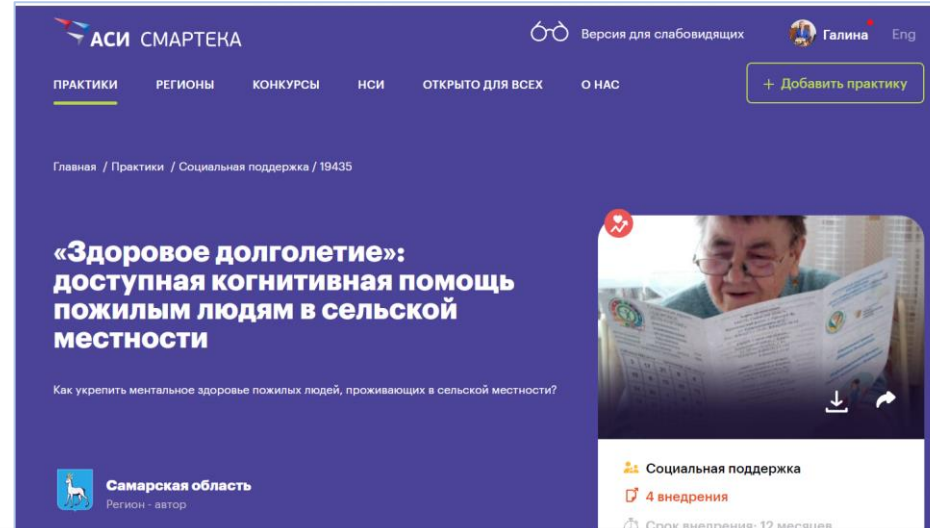 АСИ СМАРТЕКА
Версия для слабовидящих
Галина
Eng
ПРАКТИКИ РЕГИОНЫ КОНКУРСЫ НСИ ОТКРЫТО ДЛЯ ВСЕХ О НАС
+ Добавить практику
Главная / Практики / Социальная поддержка / 19435
«Здоровое долголетие»:
доступная когнитивная помощь
пожилым людям в сельской
местности
Как укрепить ментальное здоровье пожилых людей, проживающих в сельской местности?
Самарская область
Регион - автор
Социальная поддержка
4 внедрения
Срок внедрения: 12 месяцев